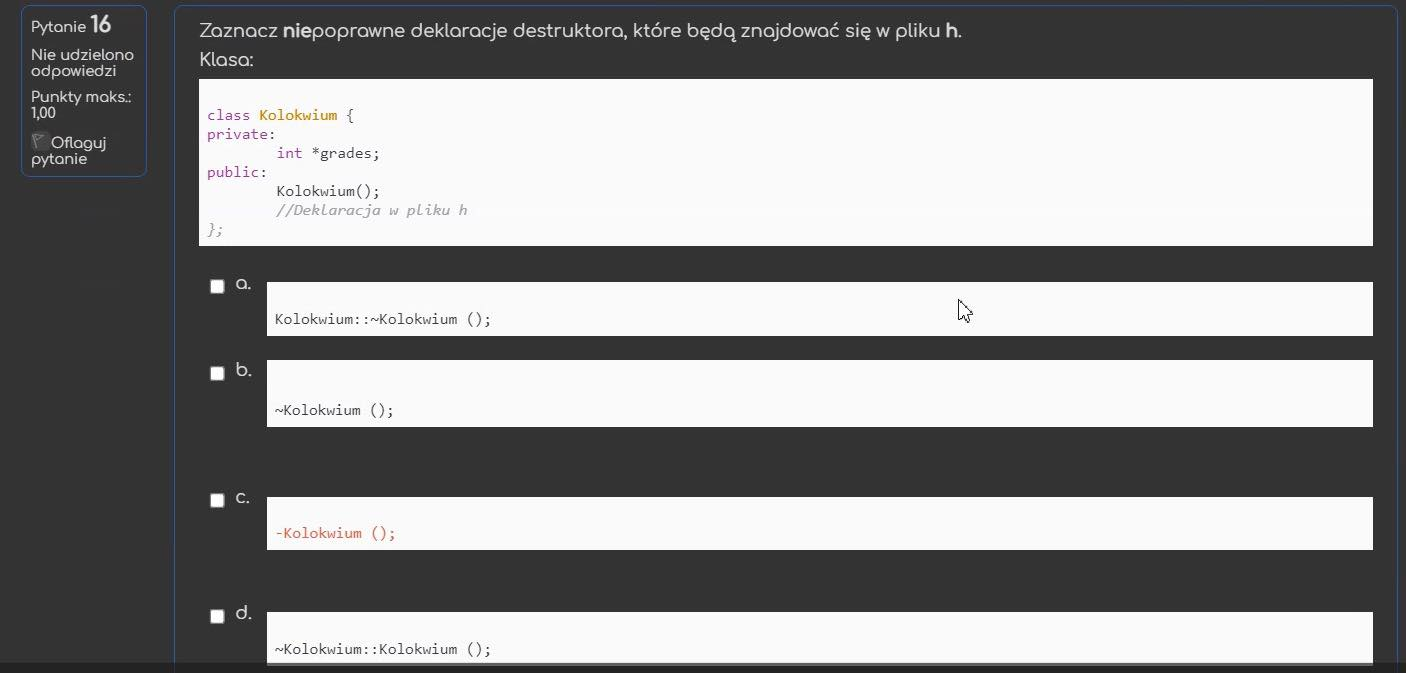 Pytanie 16
Nie udzielono
odpowiedzi
Punkty maks.:
1,00
Oflaguj
pytanie
Zaznacz niepoprawne deklaracje destruktora, które będą znajdować się w pliku h.
Klasa:
class Kolokwium {
private:
int *grades;
public:
Kolokwium();
//Deklaracja w pliku h
};
a.
Kolokwium::~Kolokwium ();
b.
~Kolokwium ();
c.
-Kolokwium ();
d.
~Kolokwium::Kolokwium ();